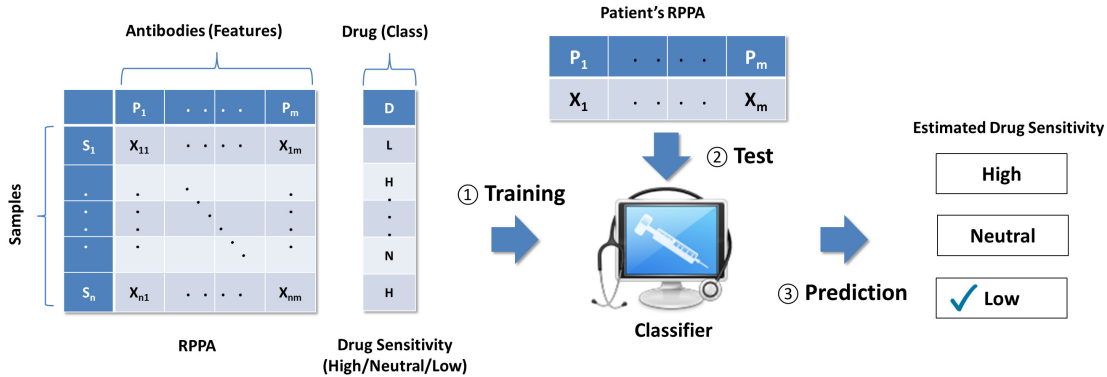 Antibodies (Features)
Drug (Class)
Patient's RPPA
P1 . . . . Pm
X1 . . . . Xm
P1 . . . . Pm
D
Samples
S1 X11 . . . . X1m
L
H
N
Sn Xn1 . . . . Xnm
H
RPPA
Drug Sensitivity
(High/Neutral/Low)
① Training
② Test
Classifier
③ Prediction
Estimated Drug Sensitivity
High
Neutral
Low